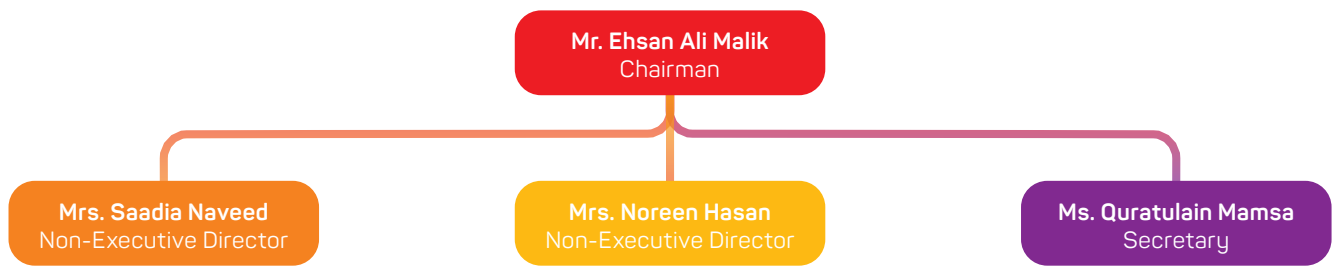 Mr. Ehsan Ali Malik
Chairman
Mrs. Saadia Naveed
Non-Executive Director
Mrs. Noreen Hasan
Non-Executive Director
Ms. Quratulain Mamsa
Secretary